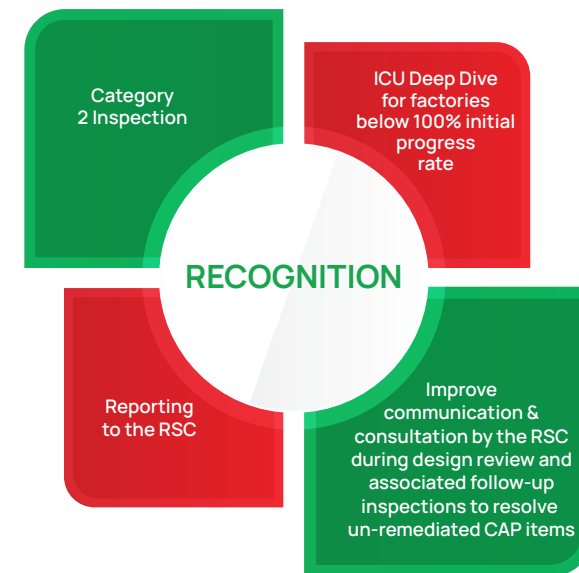 Category
2 Inspection
ICU Deep Dive
for factories
below 100% initial
progress
rate
RECOGNITION
Reporting
to the RSC
Improve
communication &
consultation by the RSC
during design review and
associated follow-up
inspections to resolve
un-remediated CAP items